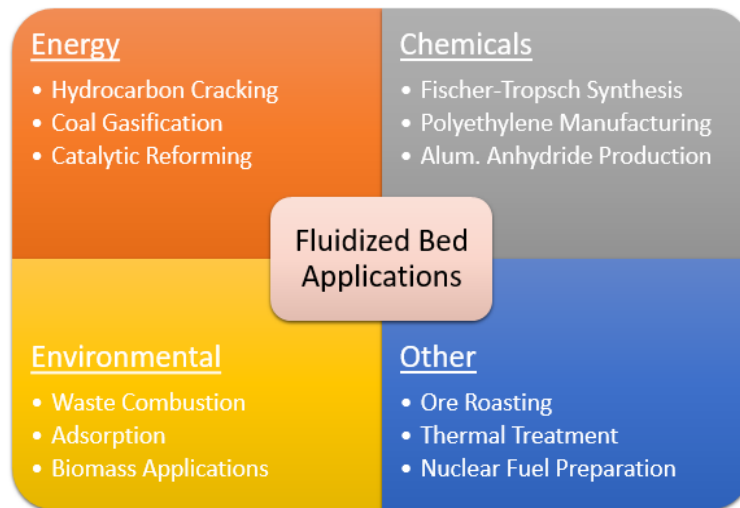 Energy
• Hydrocarbon Cracking
• Coal Gasification
• Catalytic Reforming
Chemicals
• Fischer-Tropsch Synthesis
• Polyethylene Manufacturing
• Alum. Anhydride Production
Fluidized Bed
Applications
Environmental
• Waste Combustion
• Adsorption
• Biomass Applications
Other
• Ore Roasting
• Thermal Treatment
• Nuclear Fuel Preparation